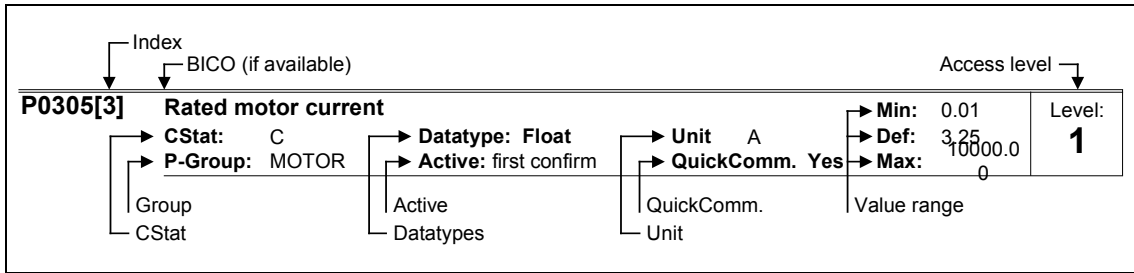 Index
BICO (if available)
Access level
P0305[3] Rated motor current Min: 0.01 Level:
CStat: C Datatype: Float Unit A Def: 3.25 1
P-Group: MOTOR Active: first confirm QuickComm. Yes Max: 10000.0
0
Group Active QuickComm. Value range
CStat Datatypes Unit